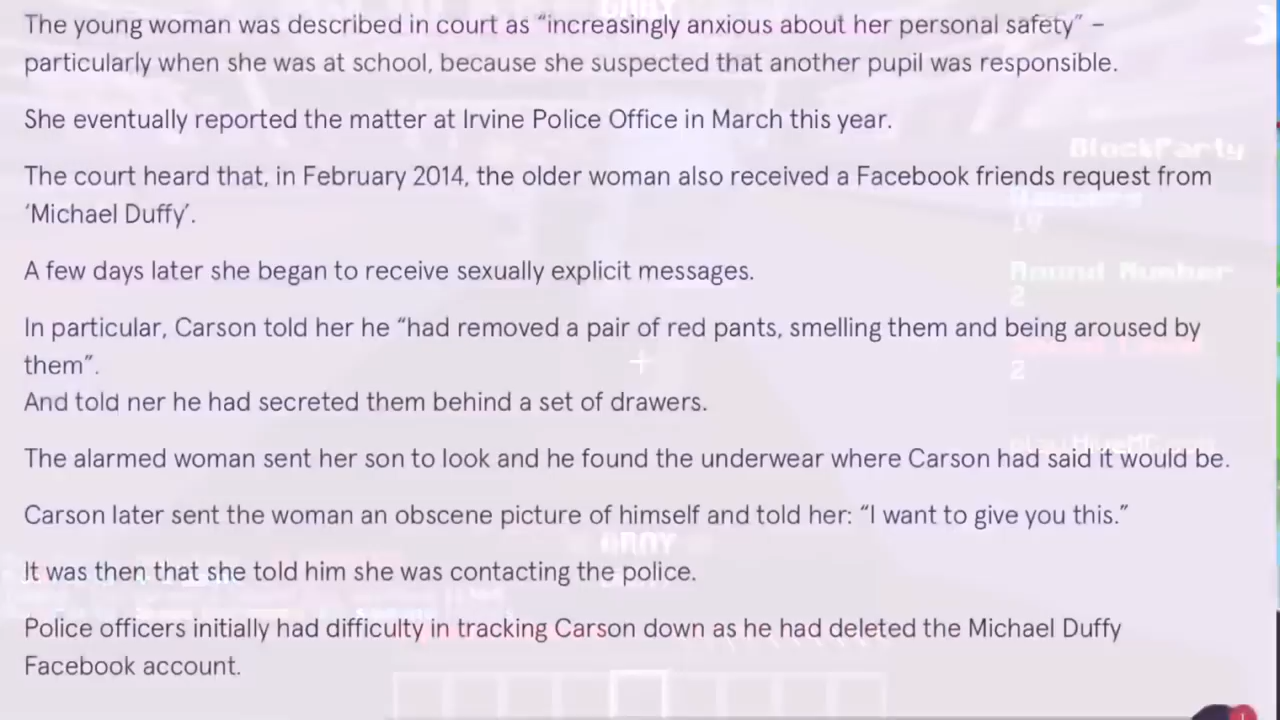 GRAY
The young woman was described in court as “increasingly anxious about her personal safety” –
particularly when she was at school, because she suspected that another pupil was responsible.
She eventually reported the matter at Irvine Police Office in March this year.
BlockParty
The court heard that, in February 2014, the older woman also received a Facebook friends request from
‘Michael Duffy’.
A few days later she began to receive sexually explicit messages.
Round Number
2
In particular, Carson told her he “had removed a pair of red pants, smelling them and being aroused by
them”.
2
And told ner he had secreted them behind a set of drawers.
The alarmed woman sent her son to look and he found the underwear where Carson had said it would be.
Carson later sent the woman an obscene picture of himself and told her: “I want to give you this.”
GRAY
It was then that she told him she was contacting the police.
Police officers initially had difficulty in tracking Carson down as he had deleted the Michael Duffy
Facebook account.